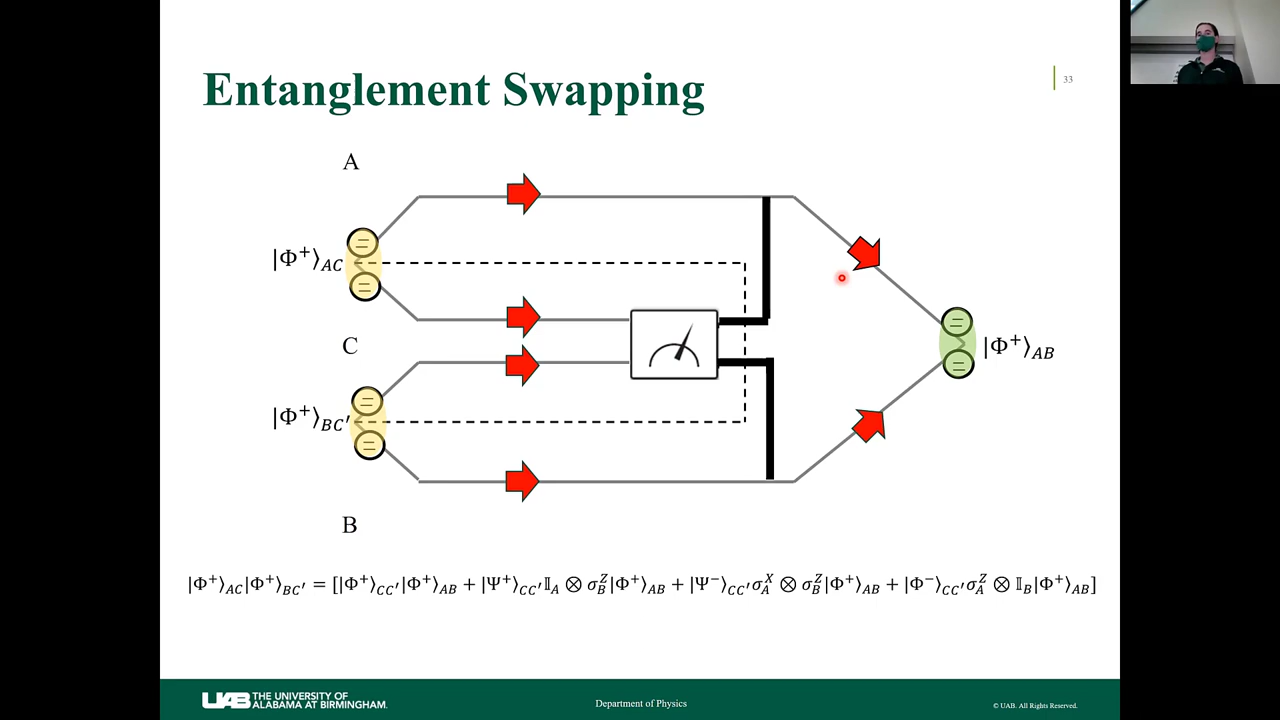 Entanglement Swapping
33
A
|Φ⁺⟩_AC
C
|Φ⁺⟩_BC′
|Φ⁺⟩_AB
B
|Φ⁺⟩_AC|Φ⁺⟩_BC′ = [|Φ⁺⟩_CC′|Φ⁺⟩_AB + |Ψ⁺⟩_CC′𝕀_A ⊗ σ_B^Z|Φ⁺⟩_AB + |Ψ⁻⟩_CC′σ_A^X ⊗ σ_B^Z|Φ⁺⟩_AB + |Φ⁻⟩_CC′σ_A^Z ⊗ 𝕀_B|Φ⁺⟩_AB]
UAB THE UNIVERSITY OF
ALABAMA AT BIRMINGHAM.
Department of Physics
© UAB. All Rights Reserved.